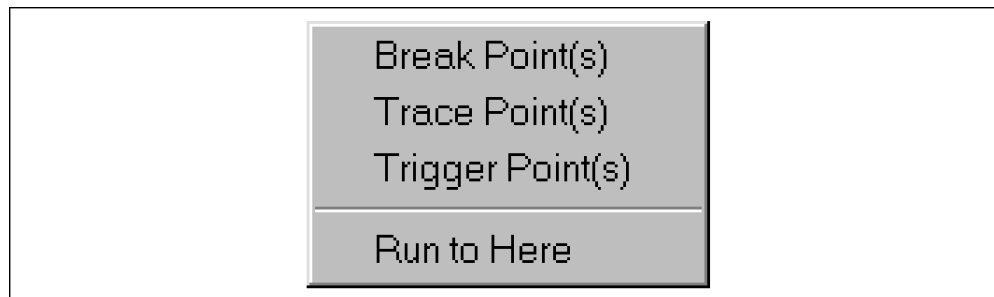 Break Point(s)
Trace Point(s)
Trigger Point(s)
Run to Here